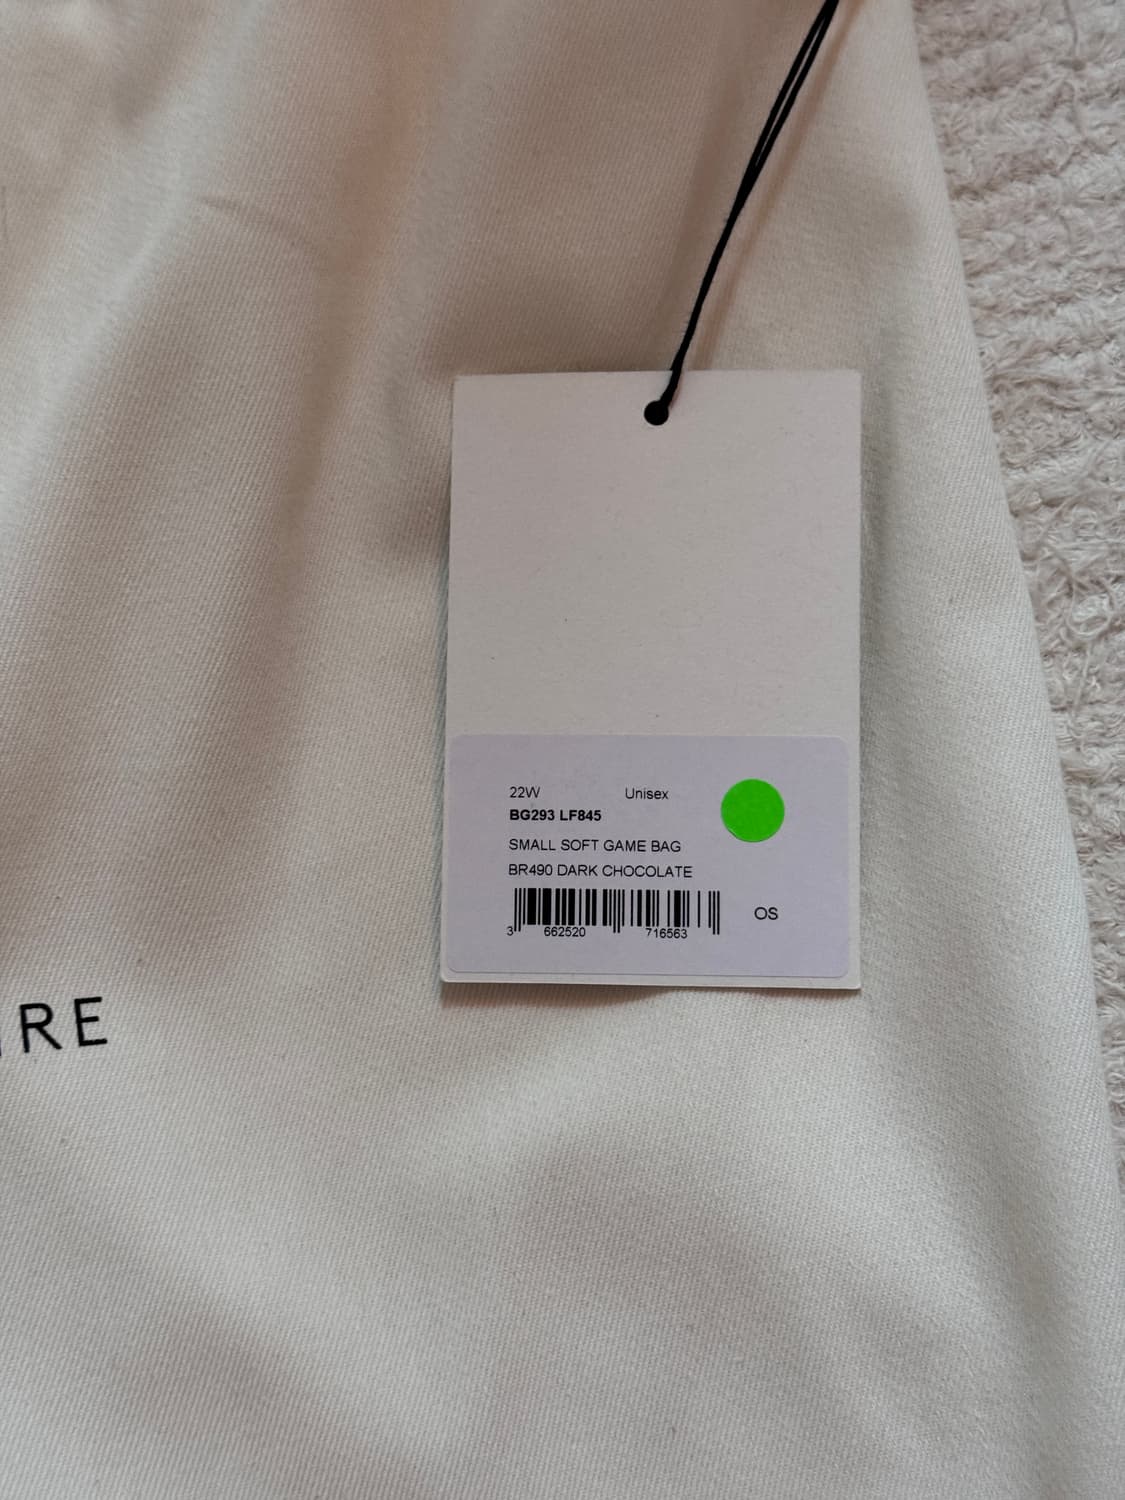 22W Unisex
BG293 LF845
SMALL SOFT GAME BAG
BR490 DARK CHOCOLATE
3 662520 716563
OS
RE